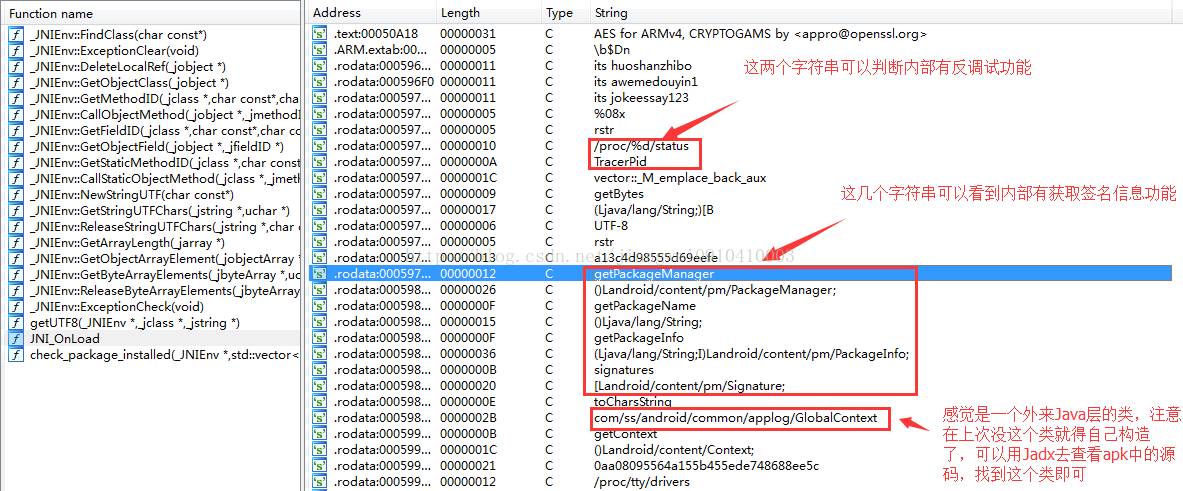 Function name
_JNIEnv::FindClass(char const*)
_JNIEnv::ExceptionClear(void)
_JNIEnv::DeleteLocalRef(_jobject *)
_JNIEnv::GetObjectClass(_jobject *)
_JNIEnv::GetMethodID(_jclass *,char const*,cha
_JNIEnv::CallObjectMethod(_jobject *,_jmethodI
_JNIEnv::GetFieldID(_jclass *,char const*,char co
_JNIEnv::GetObjectField(_jobject *,_jfieldID *)
_JNIEnv::GetStaticMethodID(_jclass *,char const
_JNIEnv::CallStaticObjectMethod(_jclass *,_jmeth
_JNIEnv::NewStringUTF(char const*)
_JNIEnv::GetStringUTFChars(_jstring *,uchar *)
_JNIEnv::ReleaseStringUTFChars(_jstring *,char co
_JNIEnv::GetArrayLength(_jarray *)
_JNIEnv::GetObjectArrayElement(_jobjectArray *
_JNIEnv::GetByteArrayElements(_jbyteArray *,uc
_JNIEnv::ReleaseByteArrayElements(_jbyteArray
_JNIEnv::ExceptionCheck(void)
getUTF8(_JNIEnv *,_jclass *,_jstring *)
JNI_OnLoad
check_package_installed(_JNIEnv *,std::vector<
Address Length Type String
.text:00050A18 00000031 C AES for ARMv4, CRYPTOGAMS by <appro@openssl.org>
.ARM.extab:00... 00000005 C \b$Dn
.rodata:000596... 00000011 C its huoshanzhibo
.rodata:000596F0 00000011 C its awemedouyin1
.rodata:000597... 00000011 C its jokeessay123
.rodata:000597... 00000005 C %08x
.rodata:000597... 00000005 C rstr
.rodata:000597... 00000010 C /proc/%d/status
.rodata:000597... 0000000A C TracerPid
.rodata:000597... 0000001C C vector::_M_emplace_back_aux
.rodata:000597... 00000009 C getBytes
.rodata:000597... 00000017 C (Ljava/lang/String;)[B
.rodata:000597... 00000006 C UTF-8
.rodata:000597... 00000005 C rstr
.rodata:000597... 00000013 C a13c4d98555d69eefe
.rodata:000597... 00000012 C getPackageManager
.rodata:000598... 00000026 C ()Landroid/content/pm/PackageManager;
.rodata:000598... 0000000F C getPackageName
.rodata:000598... 00000015 C ()Ljava/lang/String;
.rodata:000598... 0000000F C getPackageInfo
.rodata:000598... 00000036 C (Ljava/lang/String;I)Landroid/content/pm/PackageInfo;
.rodata:000598... 0000000B C signatures
.rodata:000598... 00000020 C [Landroid/content/pm/Signature;
.rodata:000598... 0000000E C toCharsString
.rodata:000598... 0000002B C com/ss/android/common/applog/GlobalContext
.rodata:000599... 0000000B C getContext
.rodata:000599... 0000001C C ()Landroid/content/Context;
.rodata:000599... 00000021 C 0aa08095564a155b455ede748688ee5c
.rodata:000599... 00000012 C /proc/tty/drivers
这两个字符串可以判断内部有反调试功能
这几个字符串可以看到内部有获取签名信息功能
感觉是一个外来Java层的类，注意
在上次没这个类就得自己构造
了，可以用Jadx去查看apk中的源
码，找到这个类即可